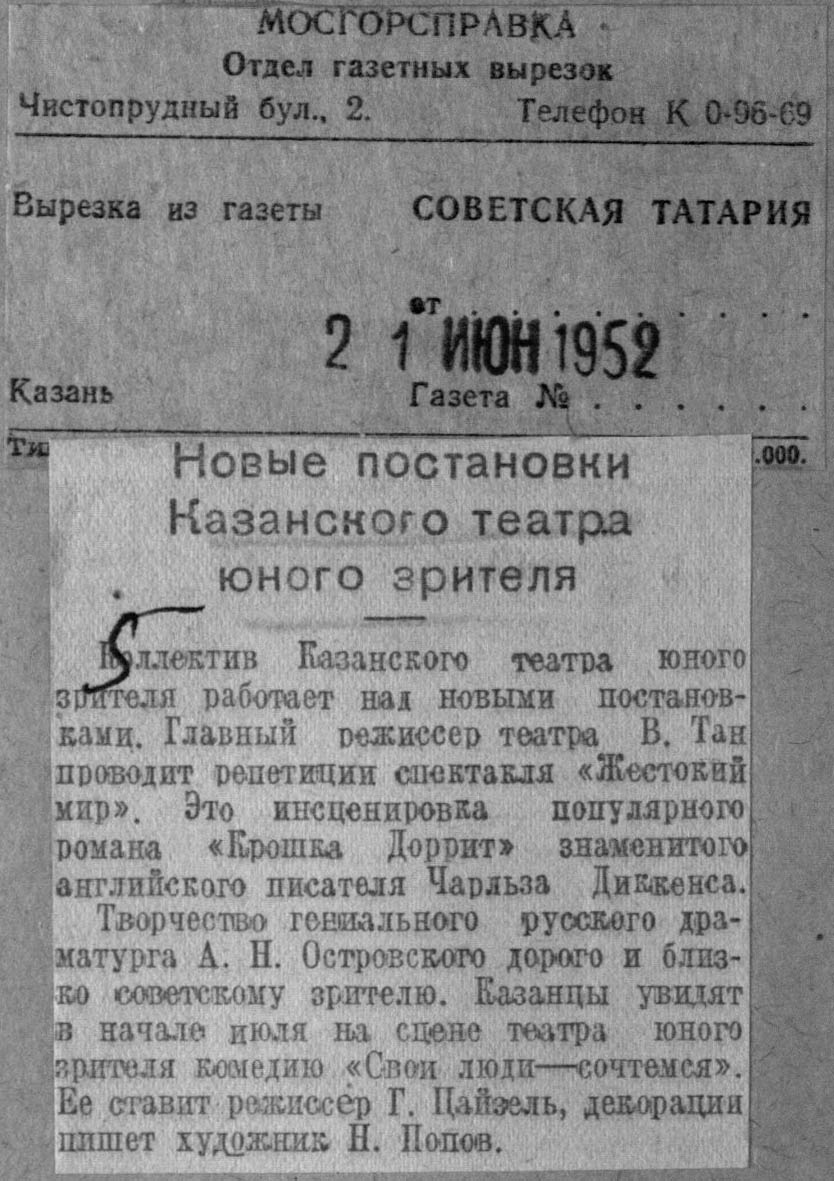 МОСГОРСПРАВКА
Отдел газетных вырезок
Чистопрудный бул., 2. Телефон К 0-96-69
Вырезка из газеты СОВЕТСКАЯ ТАТАРИЯ
от . . . . . . . . .
2 1 ИЮН 1952
Казань Газета № . . . . . .
.000.
Новые постановки
Казанского театра
юного зрителя
Коллектив Казанского театра юного
зрителя работает над новыми постанов-
ками. Главный режиссер театра В. Тан
проводит репетиции спектакля «Жестокий
мир». Это инсценировка популярного
романа «Крошка Доррит» знаменитого
английского писателя Чарльза Диккенса.
Творчество гениального русского дра-
матурга А. Н. Островского дорого и близ-
ко советскому зрителю. Казанцы увидят
в начале июля на сцене театра юного
зрителя комедию «Свои люди—сочтемся».
Ее ставит режиссер Г. Цайзель, декорации
пишет художник Н. Попов.